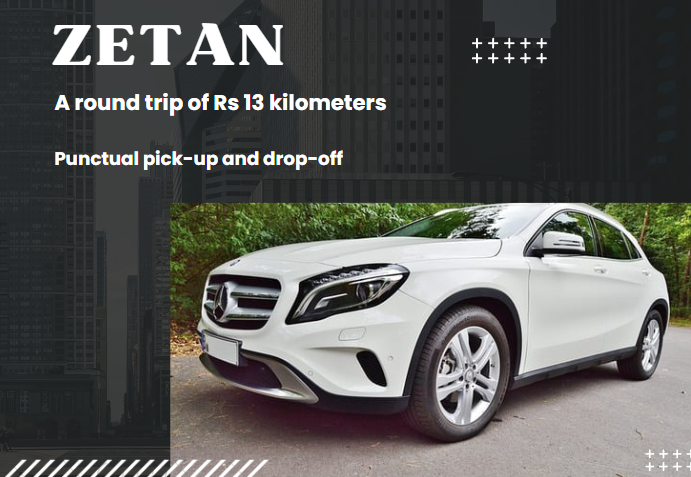 ZETAN
A round trip of Rs 13 kilometers
Punctual pick-up and drop-off